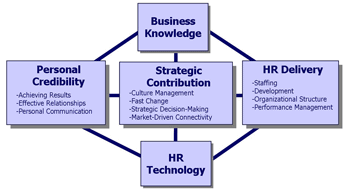 Business
Knowledge
Personal
Credibility
-Achieving Results
-Effective Relationships
-Personal Communication
Strategic
Contribution
-Culture Management
-Fast Change
-Strategic Decision-Making
-Market-Driven Connectivity
HR Delivery
-Staffing
-Development
-Organizational Structure
-Performance Management
HR
Technology